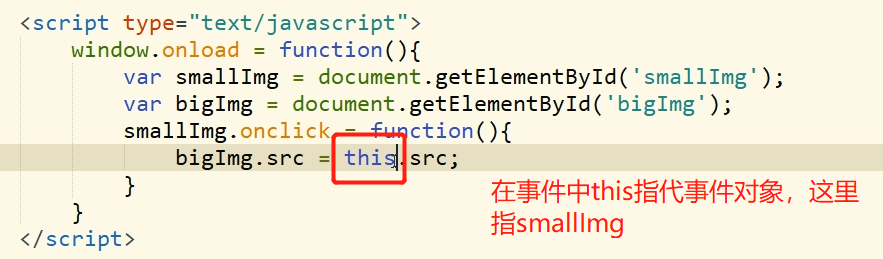 <script type="text/javascript">
window.onload = function(){
var smallImg = document.getElementById('smallImg');
var bigImg = document.getElementById('bigImg');
smallImg.onclick = function(){
bigImg.src = this.src;
}
}
</script>
在事件中this指代事件对象，这里
指smallImg